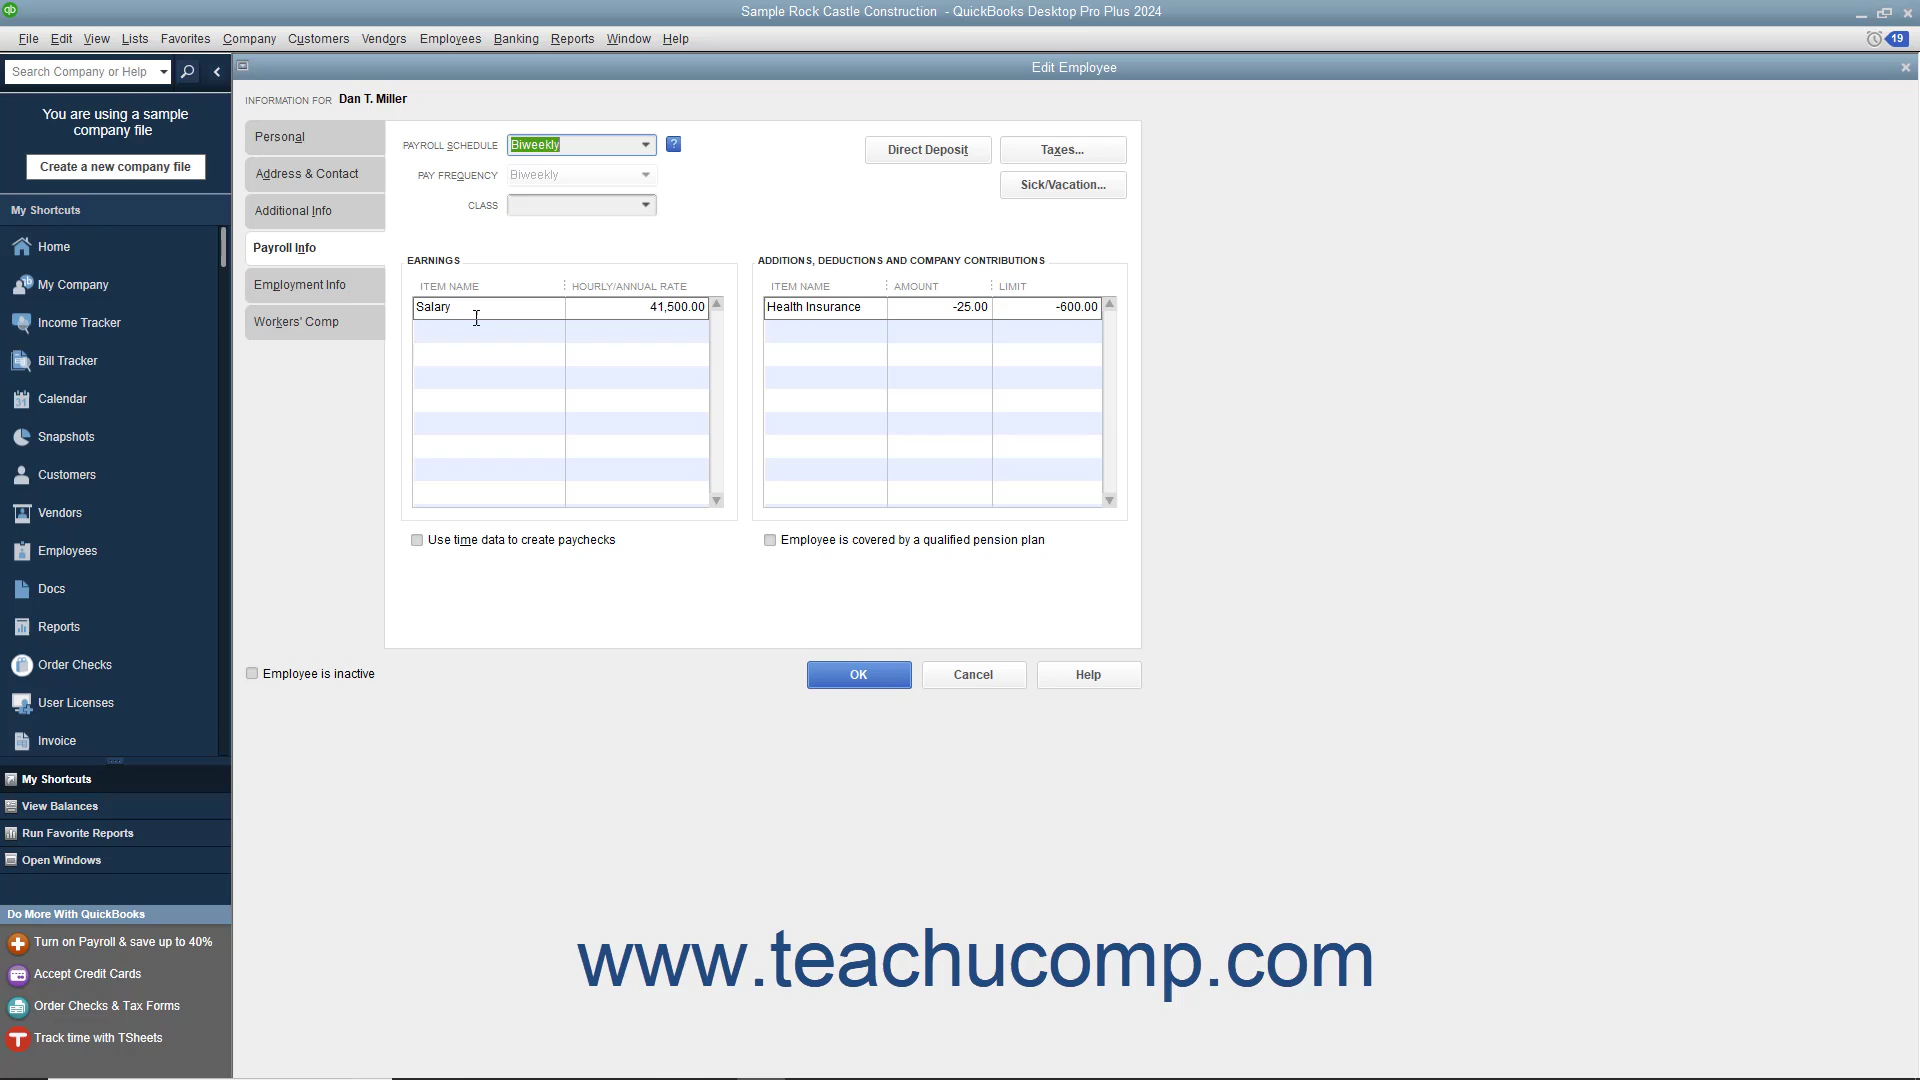 Sample Rock Castle Construction - QuickBooks Desktop Pro Plus 2024
File Edit View Lists Favorites Company Customers Vendors Employees Banking Reports Window Help
19
Search Company or Help
Edit Employee
You are using a sample
company file
Create a new company file
My Shortcuts
Home
My Company
Income Tracker
Bill Tracker
Calendar
Snapshots
Customers
Vendors
Employees
Docs
Reports
Order Checks
User Licenses
Invoice
My Shortcuts
View Balances
Run Favorite Reports
Open Windows
Do More With QuickBooks
Turn on Payroll & save up to 40%
Accept Credit Cards
Order Checks & Tax Forms
Track time with TSheets
INFORMATION FOR Dan T. Miller
Personal
Address & Contact
Additional Info
Payroll Info
Employment Info
Workers' Comp
PAYROLL SCHEDULE Biweekly ?
PAY FREQUENCY Biweekly
CLASS
Direct Deposit Taxes...
Sick/Vacation...
EARNINGS
ITEM NAME HOURLY/ANNUAL RATE
Salary 41,500.00
Use time data to create paychecks
ADDITIONS, DEDUCTIONS AND COMPANY CONTRIBUTIONS
ITEM NAME AMOUNT LIMIT
Health Insurance -25.00 -600.00
Employee is covered by a qualified pension plan
Employee is inactive
OK Cancel Help
www.teachucomp.com